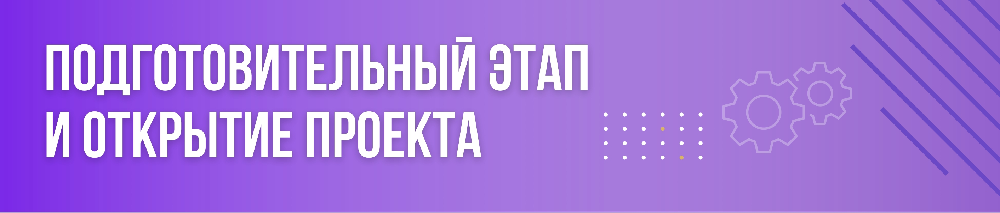 ПОДГОТОВИТЕЛЬНЫЙ ЭТАП
И ОТКРЫТИЕ ПРОЕКТА